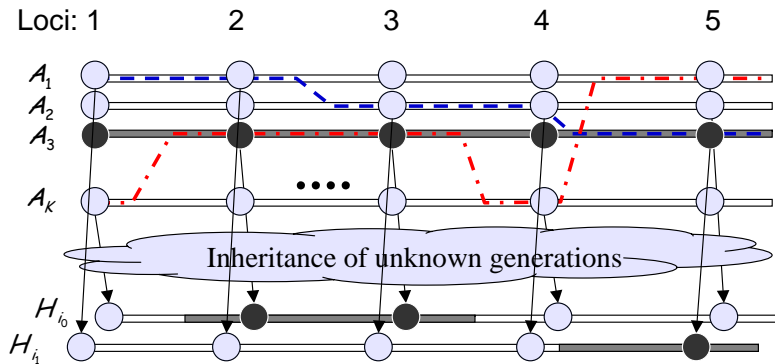 Loci: 1 2 3 4 5
A1
A2
A3
AK
Inheritance of unknown generations
Hi0
Hi1